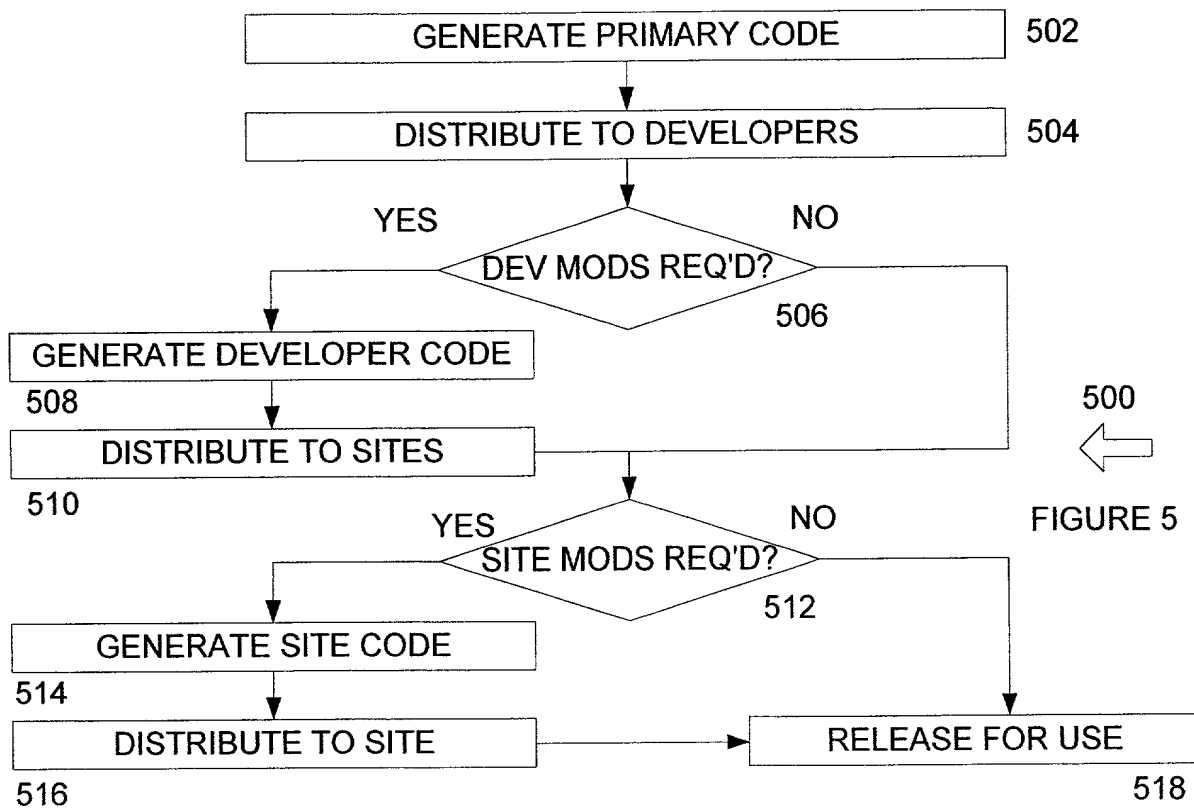 GENERATE PRIMARY CODE
502
DISTRIBUTE TO DEVELOPERS
504
YES
NO
DEV MODS REQ'D?
506
GENERATE DEVELOPER CODE
508
500
DISTRIBUTE TO SITES
510
FIGURE 5
YES
NO
SITE MODS REQ'D?
512
GENERATE SITE CODE
514
DISTRIBUTE TO SITE
516
RELEASE FOR USE
518